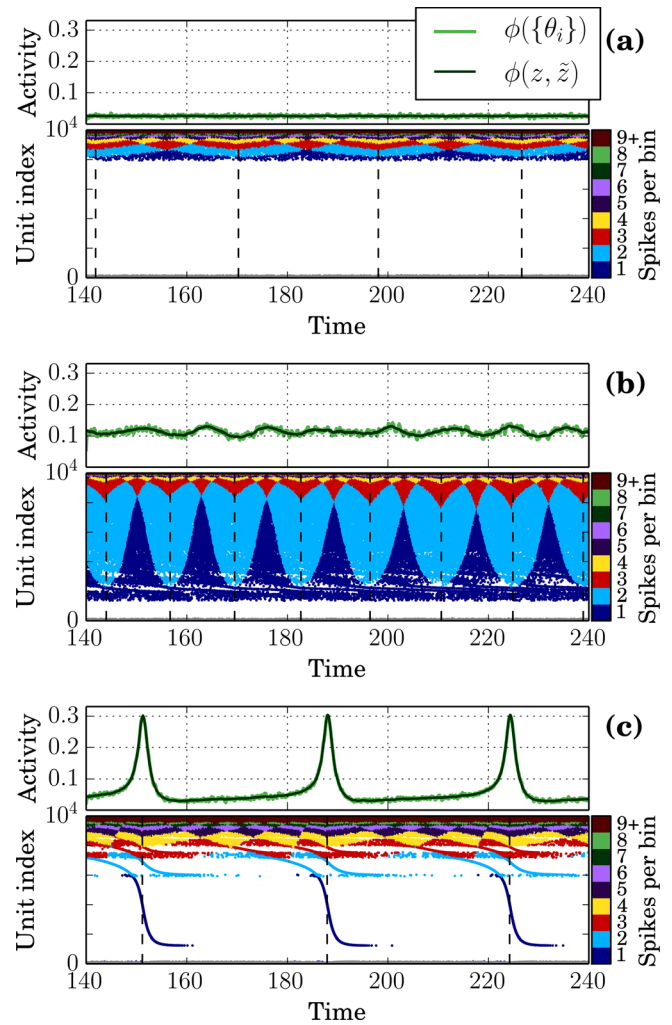 ϕ({θᵢ})
ϕ(z, z̃)
(a)
Activity
0.3
0.2
0.1
10⁴
Unit index
0
140 160 180 200 220 240
Time
9+
8
7
6
5
4
3
2
1
Spikes per bin
(b)
Activity
0.3
0.2
0.1
10⁴
Unit index
0
140 160 180 200 220 240
Time
9+
8
7
6
5
4
3
2
1
Spikes per bin
(c)
Activity
0.3
0.2
0.1
10⁴
Unit index
0
140 160 180 200 220 240
Time
9+
8
7
6
5
4
3
2
1
Spikes per bin